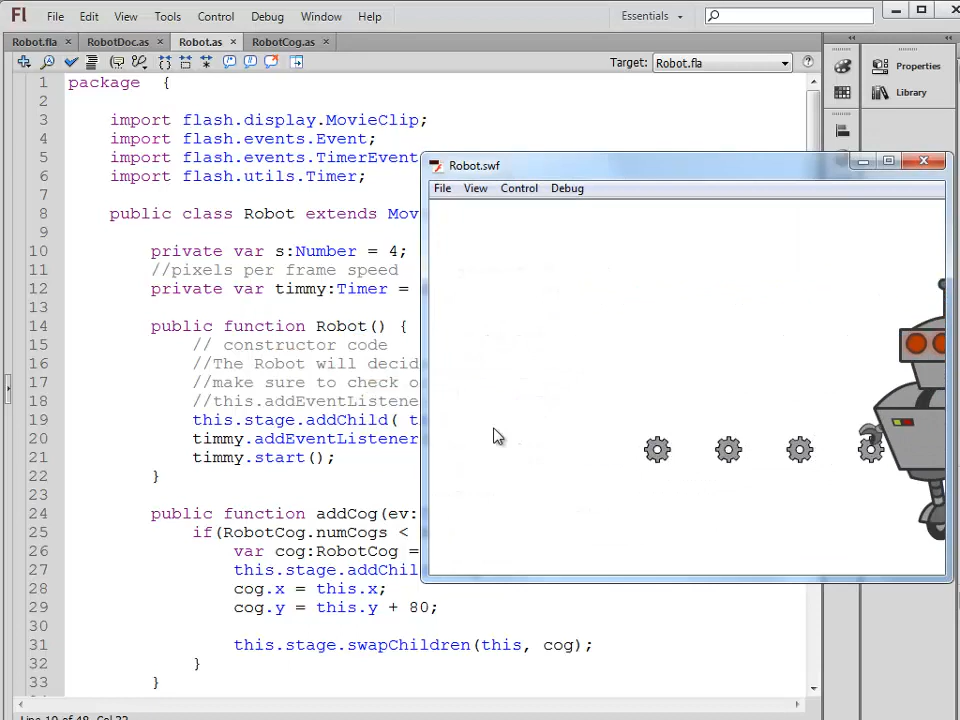 Fl File Edit View Tools Control Debug Window Help Essentials
Robot.fla × RobotDoc.as × Robot.as × RobotCog.as ×
Target: Robot.fla
Properties
Library
1 package {
2
3 import flash.display.MovieClip;
4 import flash.events.Event;
5 import flash.events.TimerEvent
6 import flash.utils.Timer;
7
8 public class Robot extends Mov
9
10 private var s:Number = 4;
11 //pixels per frame speed
12 private var timmy:Timer =
13
14 public function Robot() {
15 // constructor code
16 //The Robot will decid
17 //make sure to check o
18 //this.addEventListene
19 this.stage.addChild( t
20 timmy.addEventListener
21 timmy.start();
22 }
23
24 public function addCog(ev:
25 if(RobotCog.numCogs <
26 var cog:RobotCog =
27 this.stage.addChil
28 cog.x = this.x;
29 cog.y = this.y + 80;
30
31 this.stage.swapChildren(this, cog);
32 }
33 }
Robot.swf
File View Control Debug